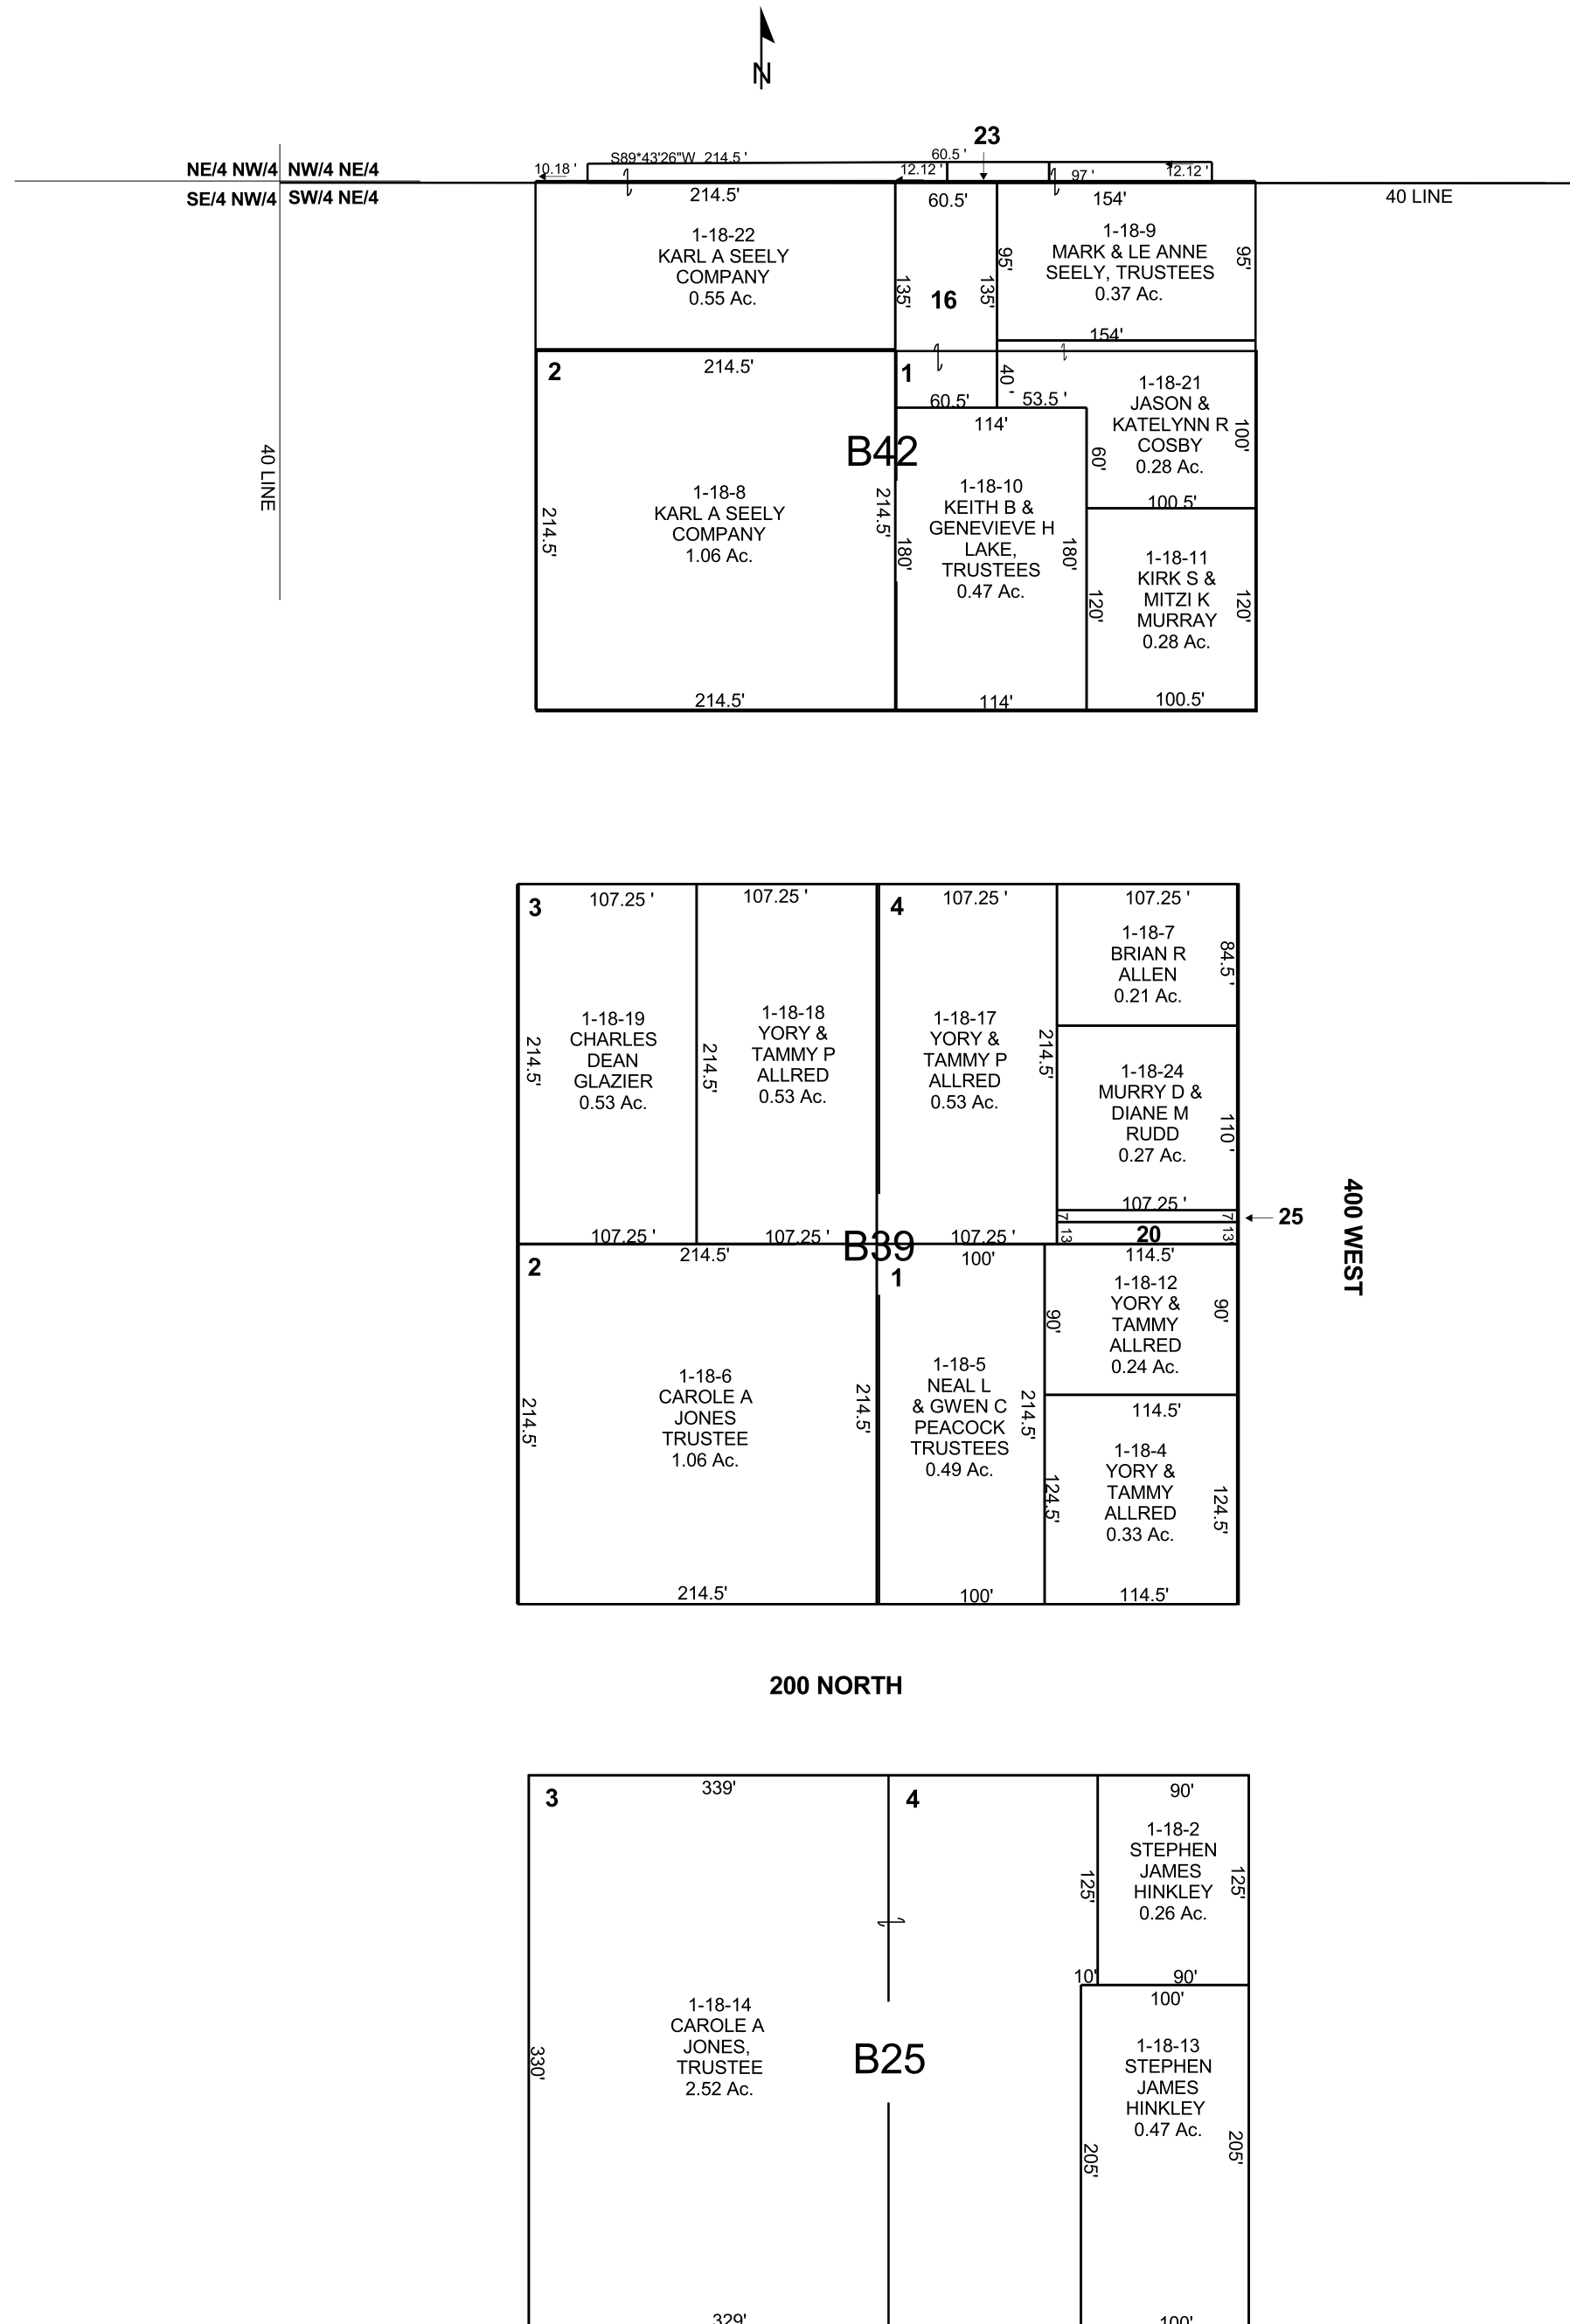 N
23
NE/4 NW/4
NW/4 NE/4
SE/4 NW/4
SW/4 NE/4
10.18 '
S89*43'26"W 214.5 '
12.12 '
60.5 '
97 '
12.12 '
40 LINE
40 LINE
214.5'
60.5'
154'
1-18-22
KARL A SEELY
COMPANY
0.55 Ac.
135'
16
135'
95'
1-18-9
MARK & LE ANNE
SEELY, TRUSTEES
0.37 Ac.
95'
154'
2
214.5'
1
40 '
60.5'
53.5 '
114'
1-18-21
JASON &
KATELYNN R
COSBY
0.28 Ac.
100'
60'
100.5'
B42
214.5'
1-18-8
KARL A SEELY
COMPANY
1.06 Ac.
214.5'
180'
1-18-10
KEITH B &
GENEVIEVE H
LAKE,
TRUSTEES
0.47 Ac.
180'
120'
1-18-11
KIRK S &
MITZI K
MURRAY
0.28 Ac.
120'
214.5'
114'
100.5'
3
107.25 '
107.25 '
4
107.25 '
107.25 '
214.5'
1-18-19
CHARLES
DEAN
GLAZIER
0.53 Ac.
214.5'
1-18-18
YORY &
TAMMY P
ALLRED
0.53 Ac.
1-18-17
YORY &
TAMMY P
ALLRED
0.53 Ac.
214.5'
1-18-7
BRIAN R
ALLEN
0.21 Ac.
84.5 '
1-18-24
MURRY D &
DIANE M
RUDD
0.27 Ac.
110 '
107.25 '
7
7
25
13
20
13'
400 WEST
107.25 '
107.25 '
B39
107.25 '
2
214.5'
1
100'
114.5'
214.5'
1-18-6
CAROLE A
JONES
TRUSTEE
1.06 Ac.
214.5'
1-18-5
NEAL L
& GWEN C
PEACOCK
TRUSTEES
0.49 Ac.
214.5'
90'
1-18-12
YORY &
TAMMY
ALLRED
0.24 Ac.
90'
114.5'
124.5'
1-18-4
YORY &
TAMMY
ALLRED
0.33 Ac.
124.5'
214.5'
100'
114.5'
200 NORTH
3
339'
4
90'
125'
1-18-2
STEPHEN
JAMES
HINKLEY
0.26 Ac.
125'
10'
90'
100'
330'
1-18-14
CAROLE A
JONES,
TRUSTEE
2.52 Ac.
B25
205'
1-18-13
STEPHEN
JAMES
HINKLEY
0.47 Ac.
205'
329'
100'